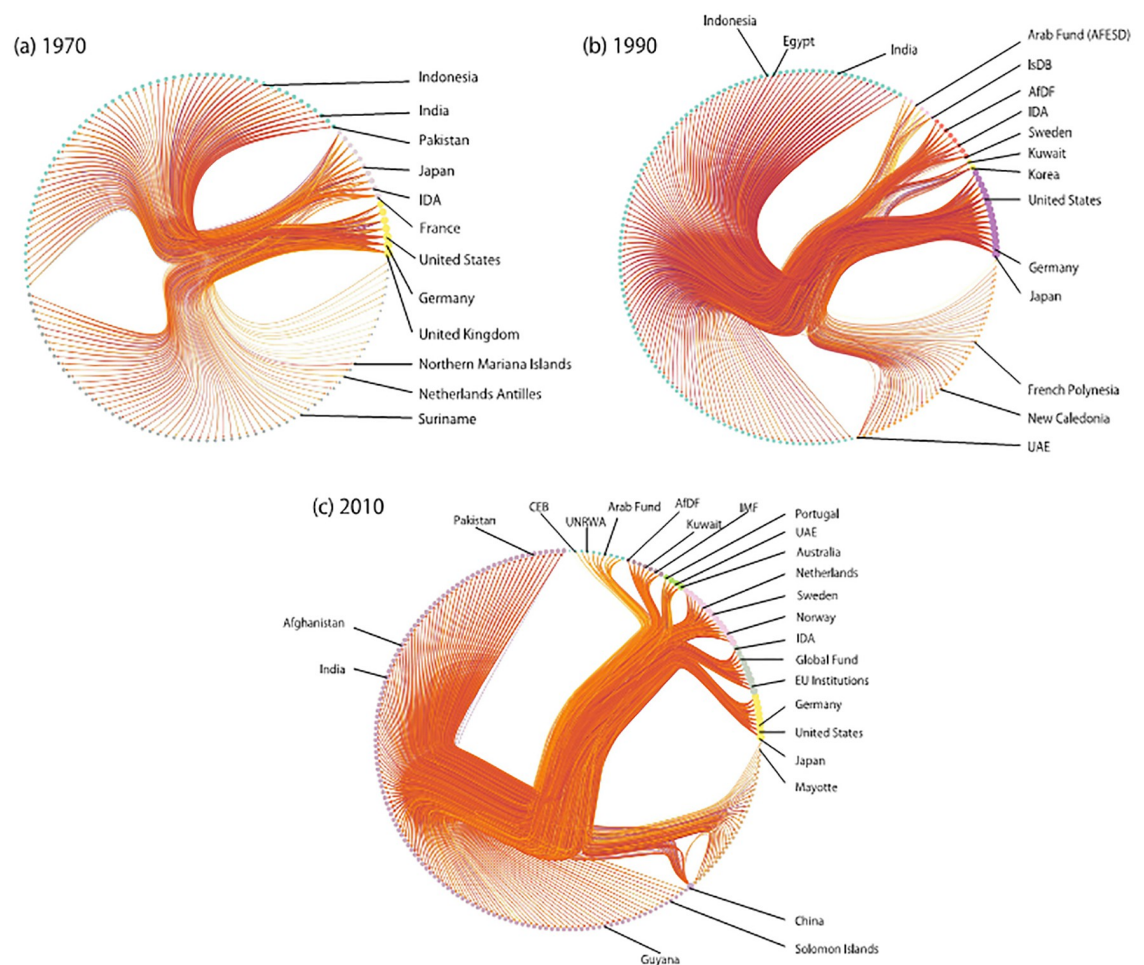 (a) 1970
Indonesia
India
Pakistan
Japan
IDA
France
United States
Germany
United Kingdom
Northern Mariana Islands
Netherlands Antilles
Suriname
(b) 1990
Indonesia
Egypt
India
Arab Fund (AFESD)
IsDB
AfDF
IDA
Sweden
Kuwait
Korea
United States
Germany
Japan
French Polynesia
New Caledonia
UAE
(c) 2010
Pakistan
Afghanistan
India
CEB
UNRWA
Arab Fund
AfDF
Kuwait
IMF
Portugal
UAE
Australia
Netherlands
Sweden
Norway
IDA
Global Fund
EU Institutions
Germany
United States
Japan
Mayotte
China
Solomon Islands
Guyana